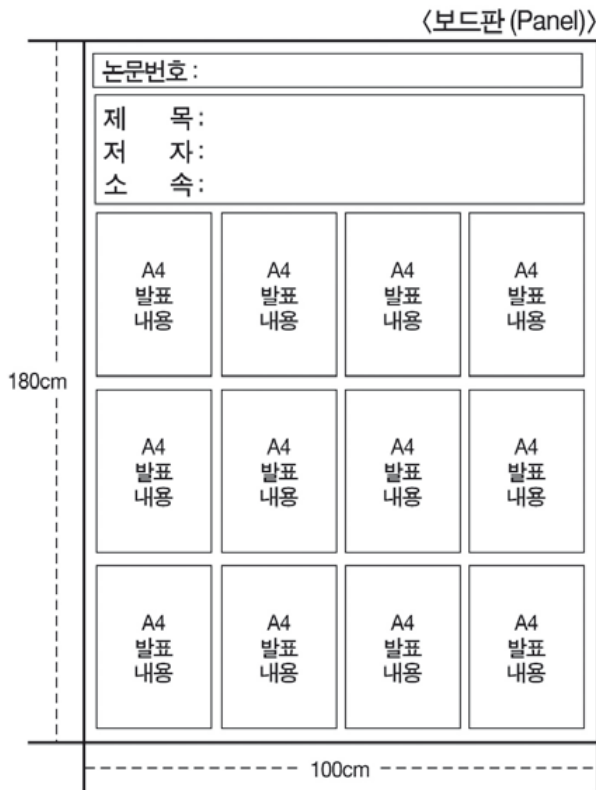 〈보드판 (Panel)〉
논문번호 :
제 목 :
저 자 :
소 속 :
A4
발표
내용
A4
발표
내용
A4
발표
내용
A4
발표
내용
180cm
A4
발표
내용
A4
발표
내용
A4
발표
내용
A4
발표
내용
A4
발표
내용
A4
발표
내용
A4
발표
내용
A4
발표
내용
100cm